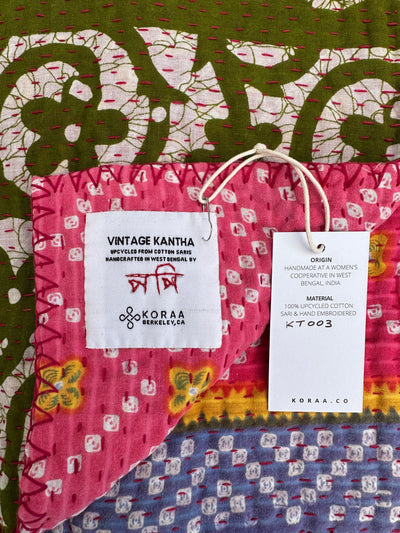 VINTAGE KANTHA
UPCYCLED FROM COTTON SARIS
HANDCRAFTED IN WEST BENGAL BY
KORAA
BERKELEY, CA
ORIGIN
HANDMADE AT A WOMEN'S
COOPERATIVE IN WEST
BENGAL, INDIA
MATERIAL
100% UPCYCLED COTTON
SARI & HAND EMBROIDERED
KT003
KORAA.CO